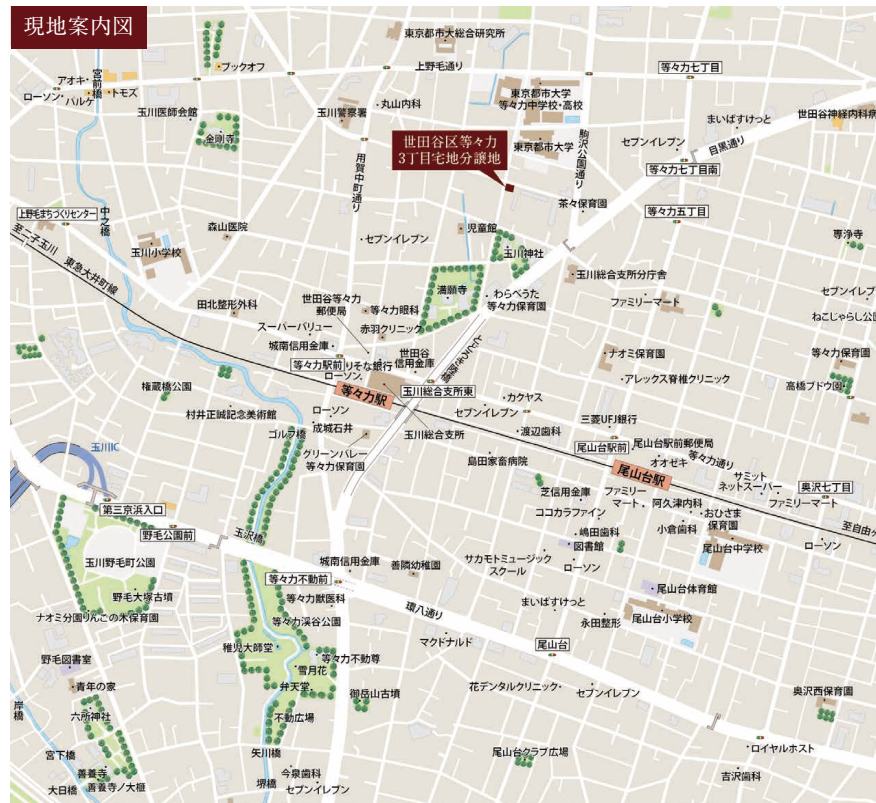 現地案内図
東京都市大総合研究所
上野毛通り
等々力七丁目
ブックオフ
アオキ
ローソン
パルケ
トモズ
宮前橋
玉川医師会館
金剛寺
玉川警察署
丸山内科
東京都市大学
等々力中学校・高校
東京都市大学
駒沢公園通り
まいばすけっと
セブンイレブン
世田谷神経内科病
目黒通り
等々力七丁目南
世田谷区等々力
3丁目宅地分譲地
用賀中町通り
茶々保育園
等々力五丁目
上野毛まちづくりセンター
中之橋
至二子玉川
東急大井町線
玉川小学校
森山医院
セブンイレブン
児童館
玉川神社
専浄寺
玉川総合支所分庁舎
満願寺
わらべうた
等々力保育園
ファミリーマート
セブンイレ
ねこじゃらし公
田北整形外科
世田谷等々力
郵便局
等々力眼科
スーパーバリュー
赤羽クリニック
城南信用金庫
等々力駅前
りそな銀行
ローソン
世田谷
信用金庫
とどろき陸橋
ナオミ保育園
等々力保育園
アレックス脊椎クリニック
高橋ブドウ園
権蔵橋公園
等々力駅
玉川総合支所東
村井正誠記念美術館
ローソン
成城石井
ゴルフ橋
グリーンバレー
等々力保育園
玉川総合支所
カクヤス
セブンイレブン
渡辺歯科
三菱UFJ銀行
尾山台駅前
尾山台駅前郵便局
等々力通り
オオゼキ
島田家畜病院
尾山台駅
サミット
ネットスーパー
奥沢七丁目
ファミリーマート
至自由ヶ
玉川IC
第三京浜入口
野毛公園前
玉沢橋
芝信用金庫
ココカラファイン
ファミリー
マート
阿久津内科
おひさま
保育園
小倉歯科
嶋田歯科
図書館
ローソン
尾山台中学校
ローソン
玉川野毛町公園
野毛大塚古墳
ナオミ分園りんごの木保育園
城南信用金庫
善隣幼稚園
サカモトミュージック
スクール
等々力不動前
等々力獣医科
等々力渓谷公園
環八通り
まいばすけっと
尾山台体育館
永田整形
尾山台小学校
マクドナルド
尾山台
稚児大師堂
等々力不動尊
雪月花
弁天堂
御岳山古墳
不動広場
野毛図書室
青年の家
六所神社
岸橋
宮下橋
善養寺
大日橋
善養寺ノ大榧
矢川橋
堺橋
今泉歯科
セブンイレブン
花デンタルクリニック
セブンイレブン
奥沢西保育園
ロイヤルホスト
尾山台クラブ広場
吉沢歯科